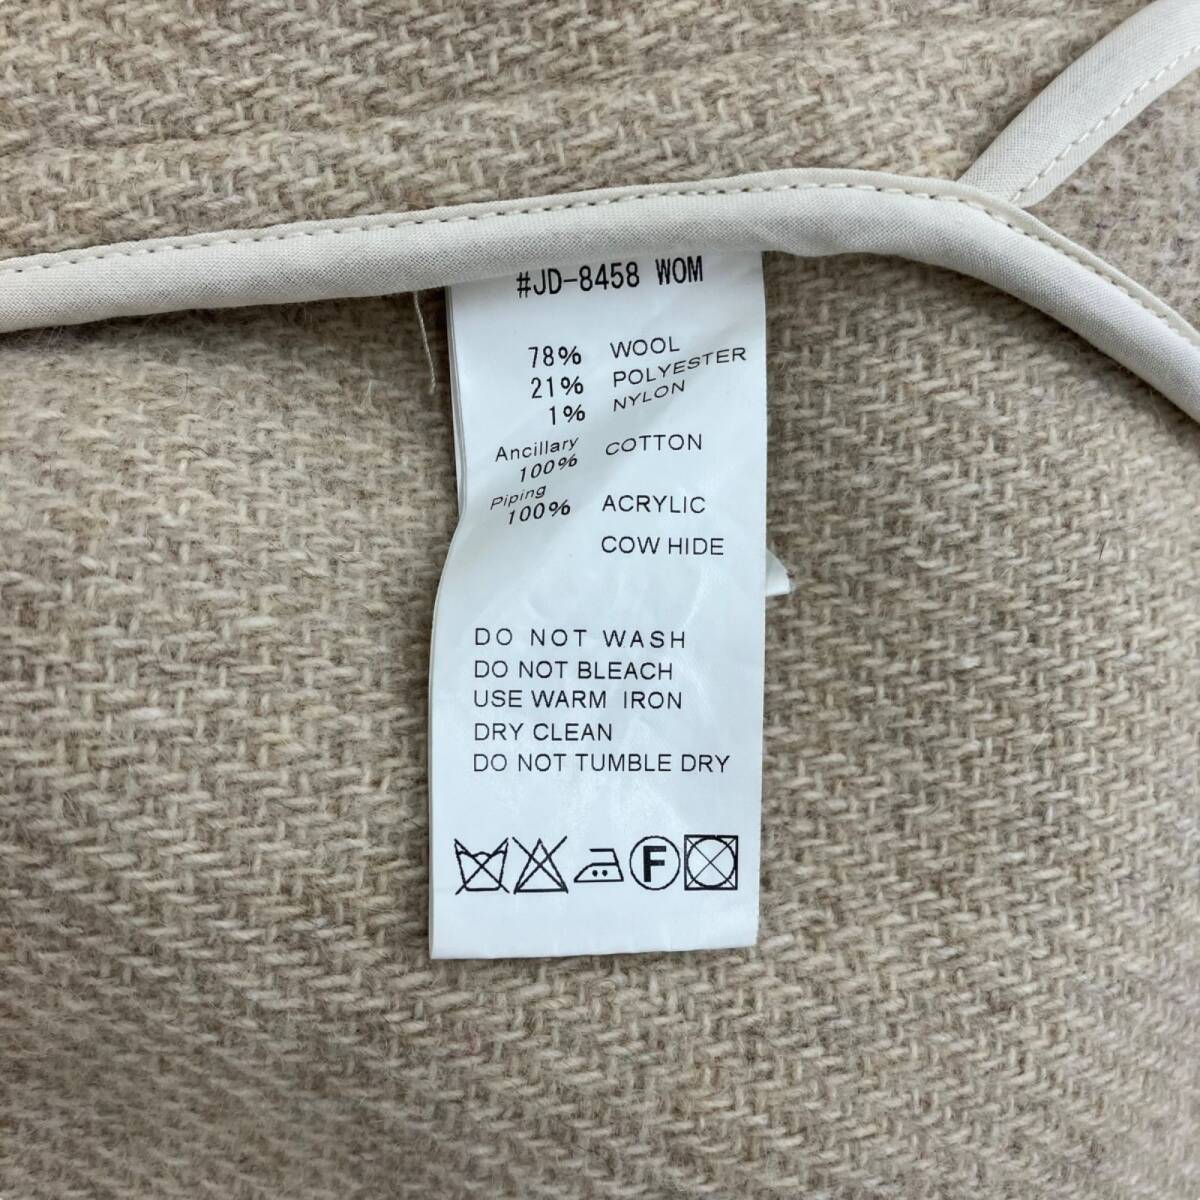 #JD-8458 WOM
78% WOOL
21% POLYESTER
1% NYLON
Ancillary
100% COTTON
Piping
100% ACRYLIC
COW HIDE
DO NOT WASH
DO NOT BLEACH
USE WARM IRON
DRY CLEAN
DO NOT TUMBLE DRY
F